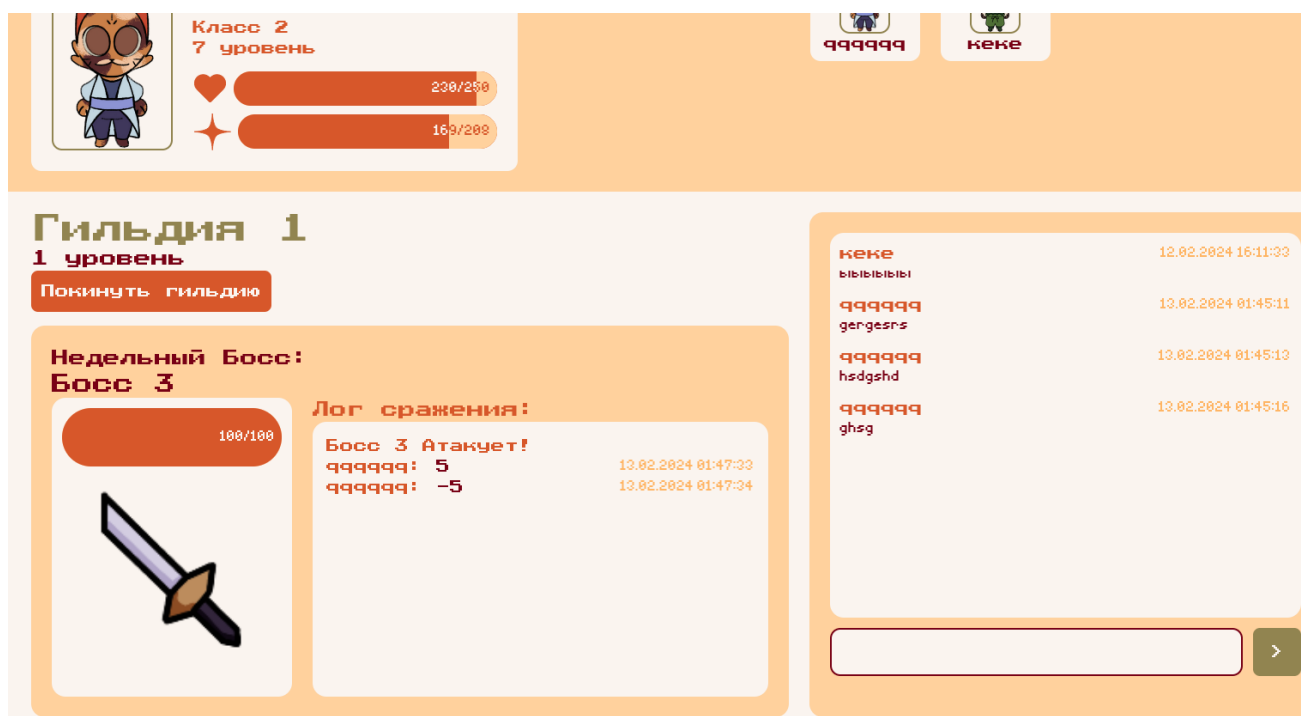 Класс 2
7 уровень
230/250
169/208
qqqqqq
кеке
Гильдия 1
1 уровень
Покинуть гильдию
Недельный Босс:
Босс 3
100/100
Лог сражения:
Босс 3 Атакует!
qqqqqq: 5 13.02.2024 01:47:33
qqqqqq: -5 13.02.2024 01:47:34
кеке 12.02.2024 16:11:33
ыыыыыы
qqqqqq 13.02.2024 01:45:11
gergesrs
qqqqqq 13.02.2024 01:45:13
hsdgshd
qqqqqq 13.02.2024 01:45:16
ghsg
>